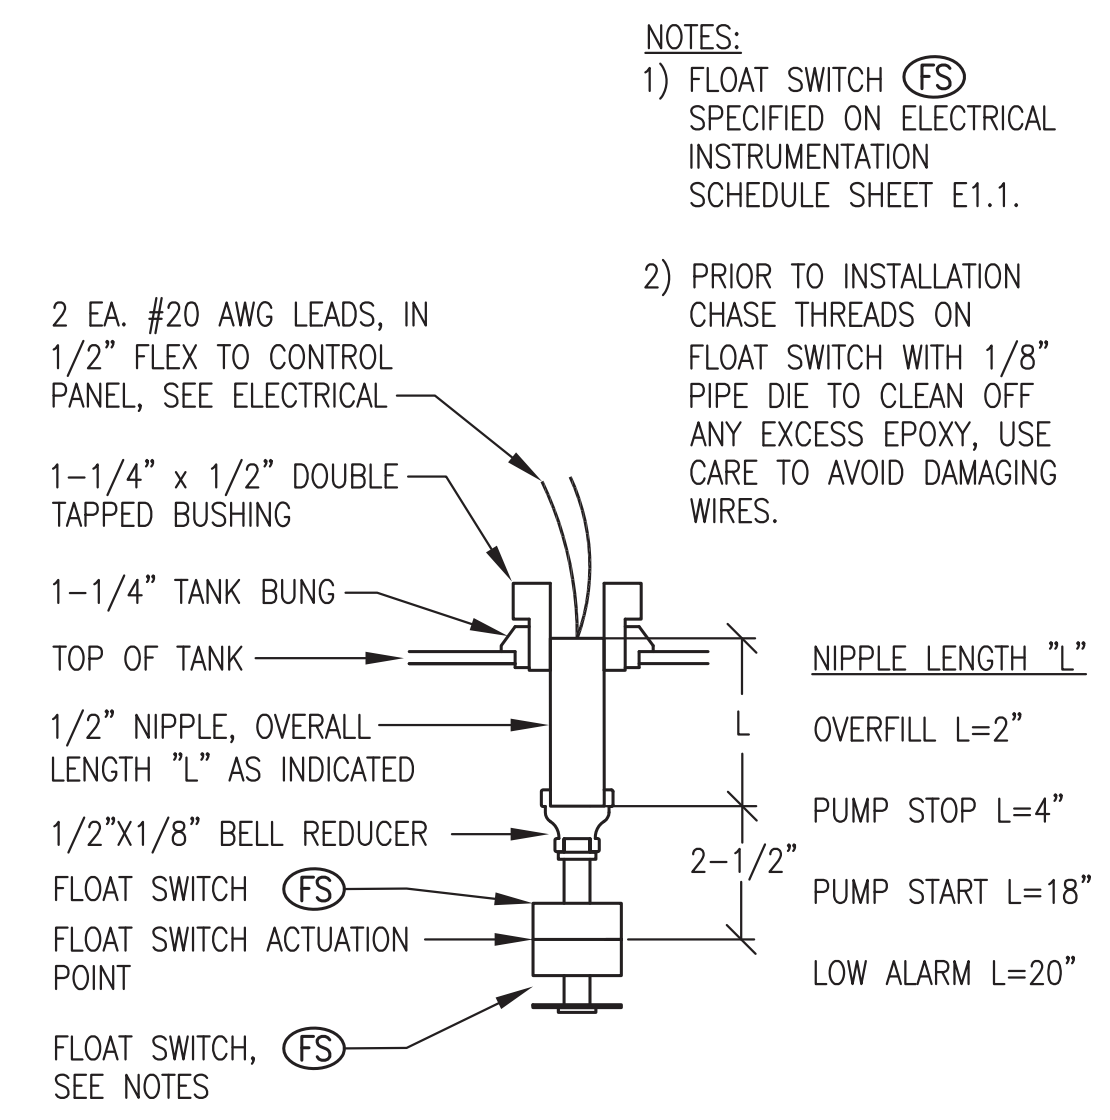 NOTES:
1) FLOAT SWITCH FS
SPECIFIED ON ELECTRICAL
INSTRUMENTATION
SCHEDULE SHEET E1.1.
2) PRIOR TO INSTALLATION
CHASE THREADS ON
FLOAT SWITCH WITH 1/8"
PIPE DIE TO CLEAN OFF
ANY EXCESS EPOXY, USE
CARE TO AVOID DAMAGING
WIRES.
2 EA. #20 AWG LEADS, IN
1/2" FLEX TO CONTROL
PANEL, SEE ELECTRICAL
1-1/4" x 1/2" DOUBLE
TAPPED BUSHING
1-1/4" TANK BUNG
TOP OF TANK
1/2" NIPPLE, OVERALL
LENGTH "L" AS INDICATED
1/2"X1/8" BELL REDUCER
FLOAT SWITCH FS
FLOAT SWITCH ACTUATION
POINT
FLOAT SWITCH, FS
SEE NOTES
L
2-1/2"
NIPPLE LENGTH "L"
OVERFILL L=2"
PUMP STOP L=4"
PUMP START L=18"
LOW ALARM L=20"